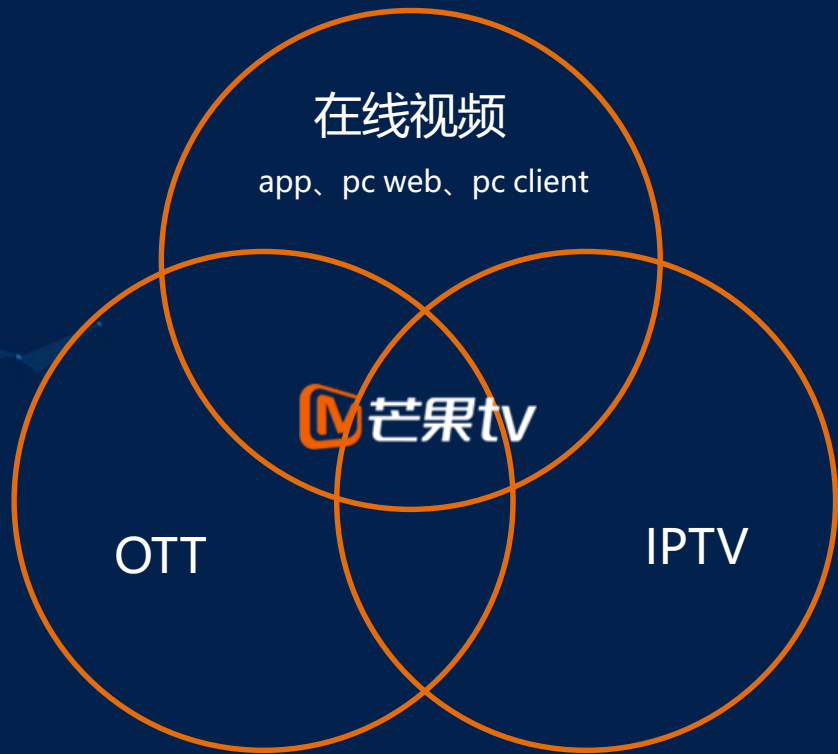 在线视频
app、pc web、pc client
芒果tv
OTT
IPTV